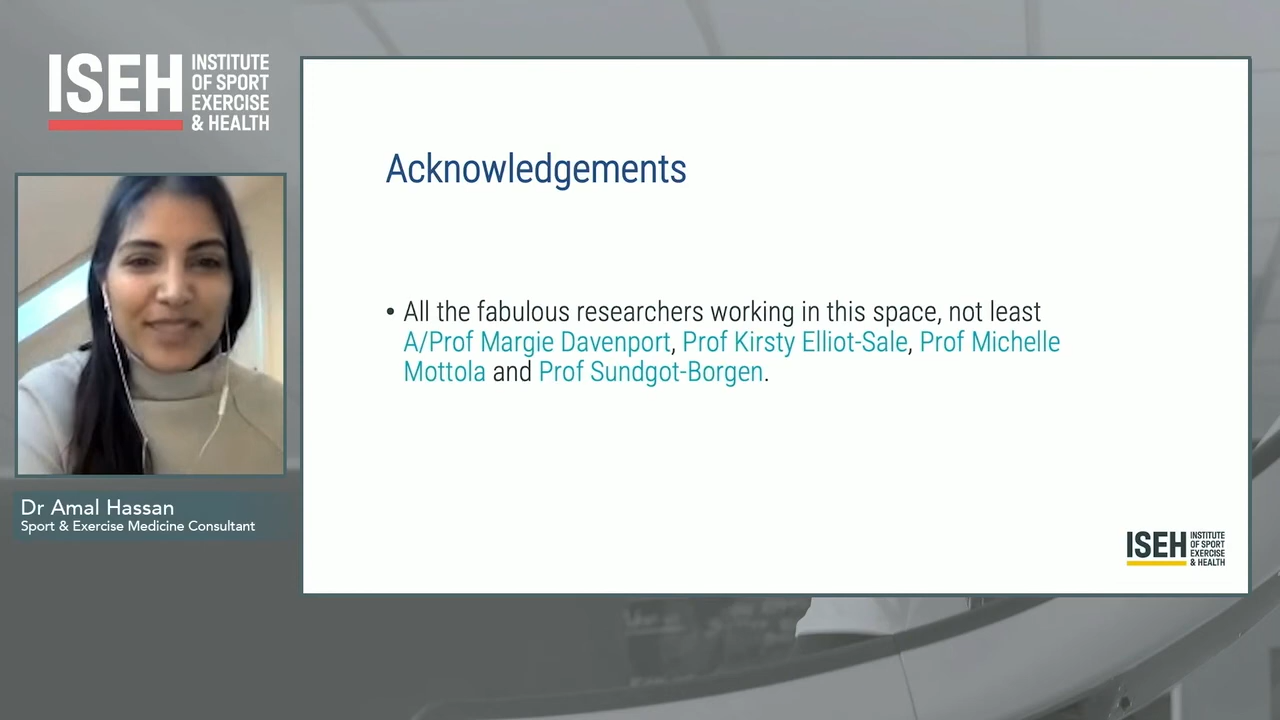 ISEH
INSTITUTE
OF SPORT
EXERCISE
& HEALTH
Dr Amal Hassan
Sport & Exercise Medicine Consultant
Acknowledgements
• All the fabulous researchers working in this space, not least
A/Prof Margie Davenport, Prof Kirsty Elliot-Sale, Prof Michelle
Mottola and Prof Sundgot-Borgen.
ISEH
INSTITUTE
OF SPORT
EXERCISE
& HEALTH